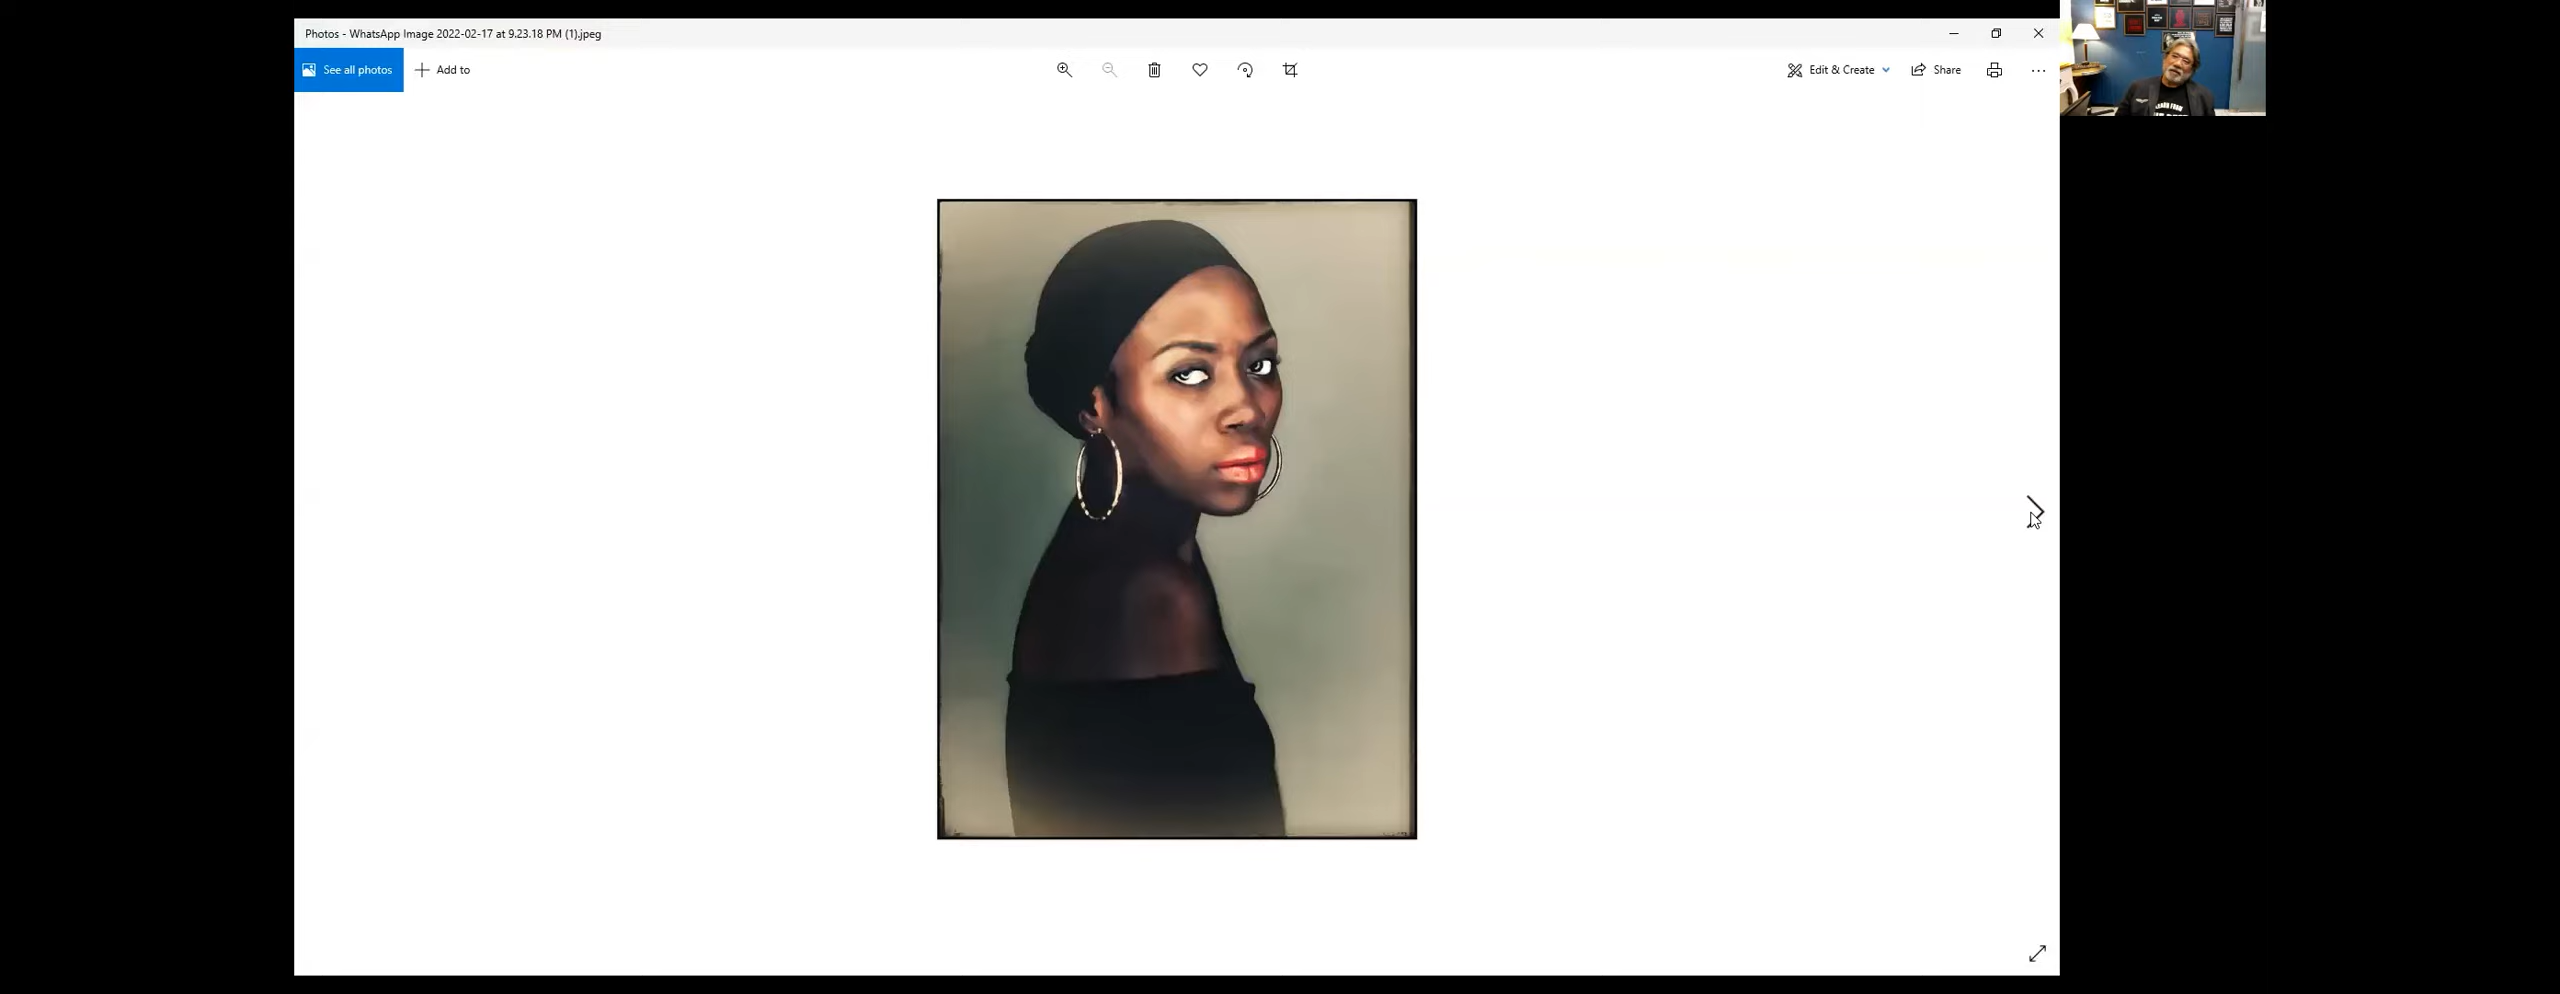 Photos - WhatsApp Image 2022-02-17 at 9.23.18 PM (1).jpeg
See all photos
Add to
Edit & Create
Share